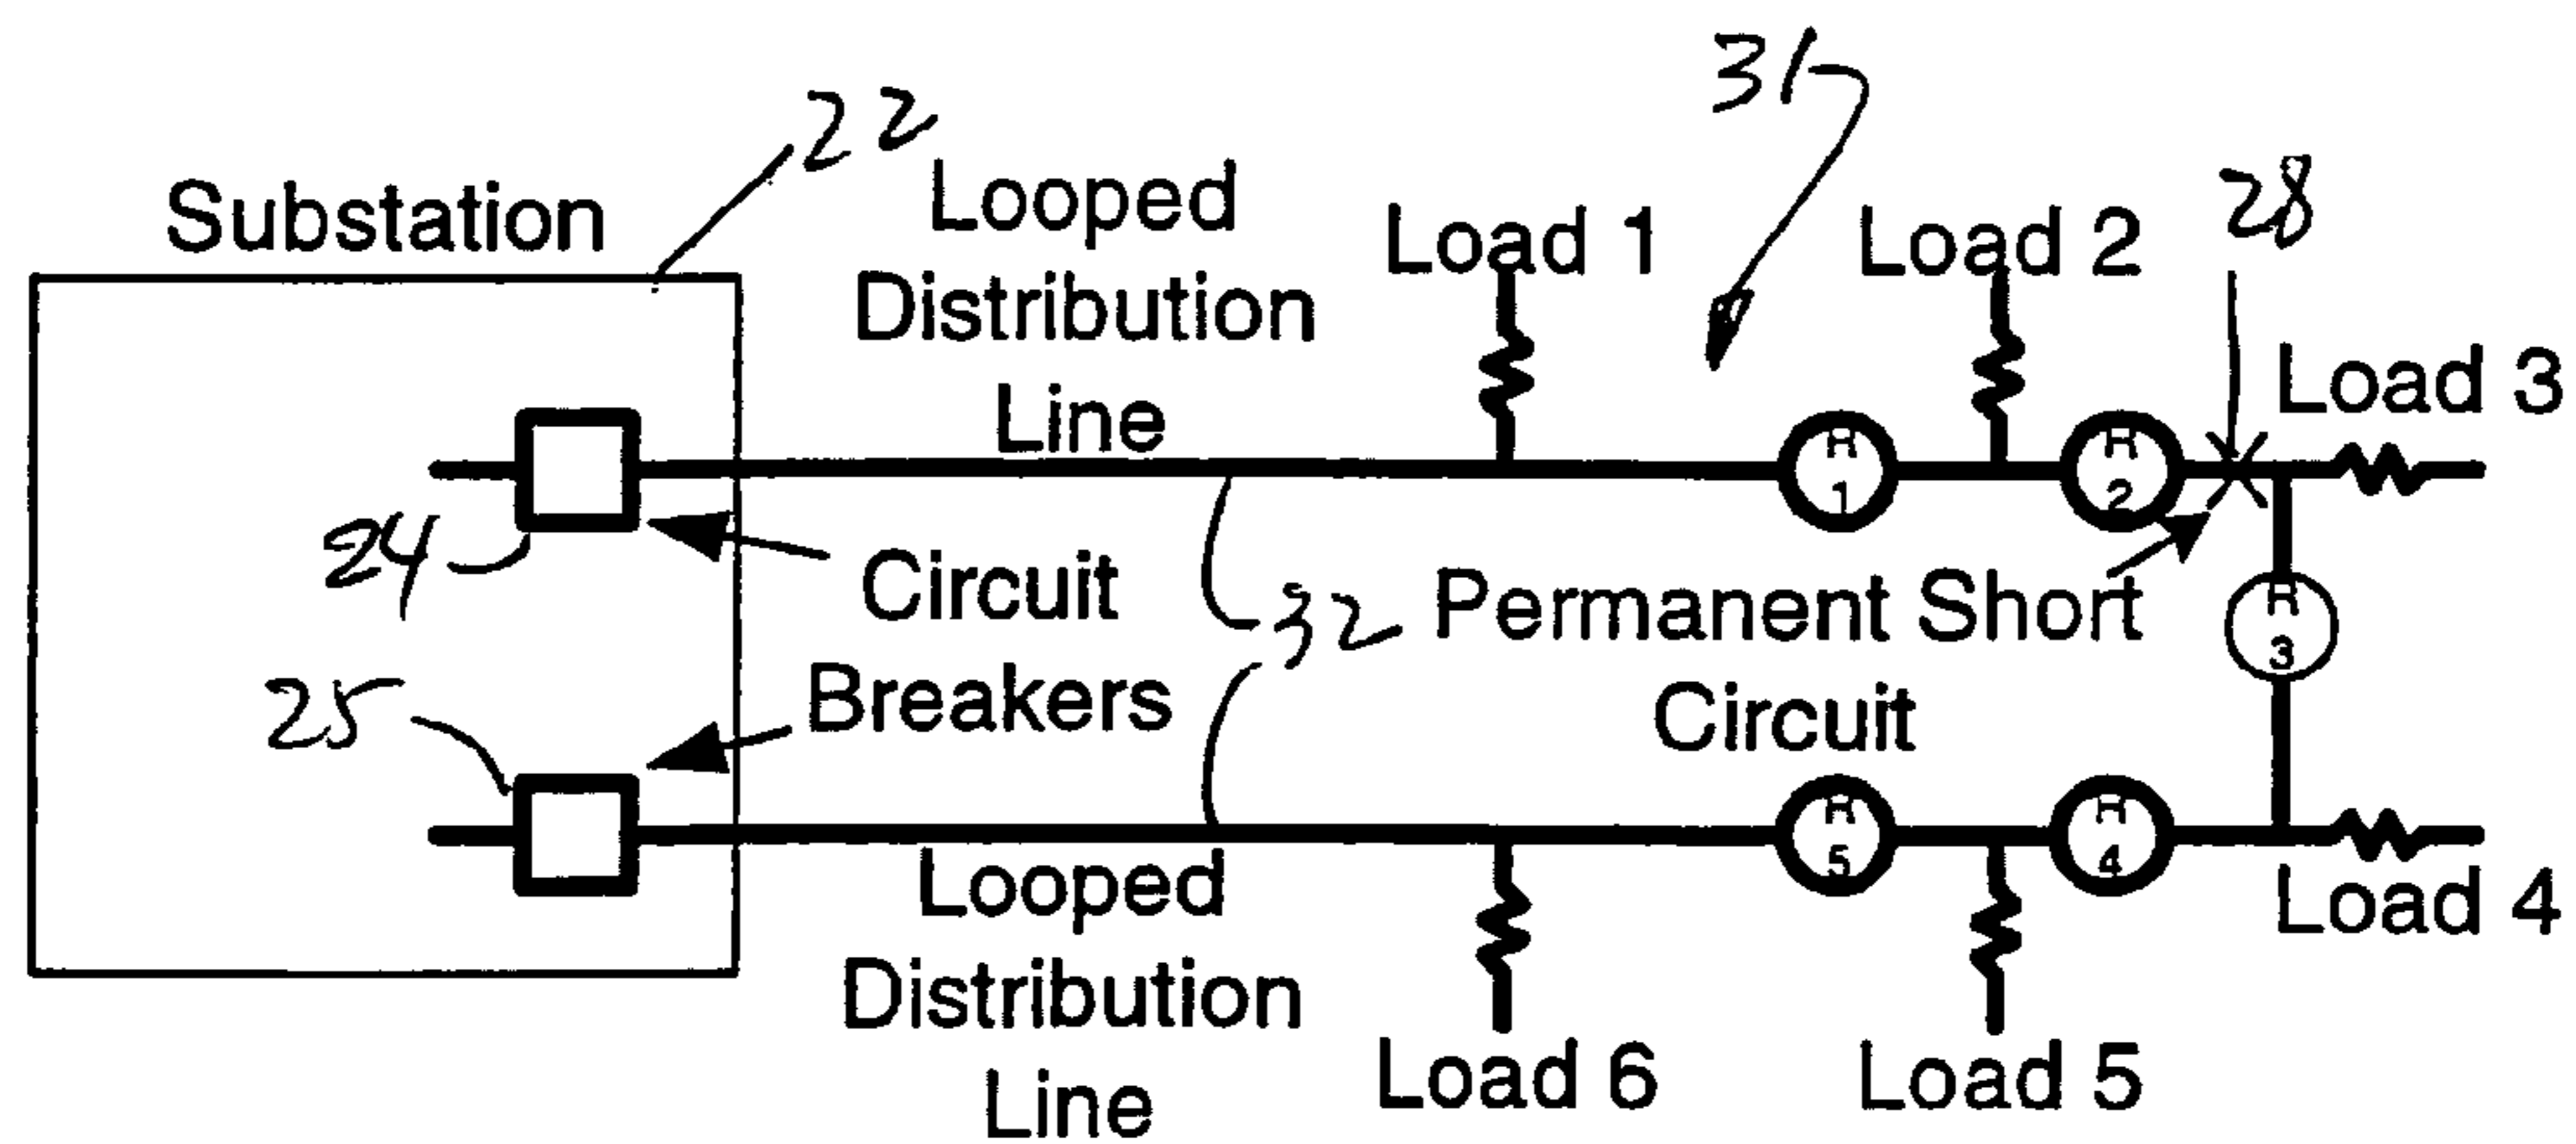 31
22
28
Substation
Looped
Distribution
Line
Load 1
Load 2
Load 3
R
1
R
2
24
Circuit
Breakers
32
Permanent Short
Circuit
R
3
25
R
5
R
4
Looped
Distribution
Line
Load 4
Load 6
Load 5